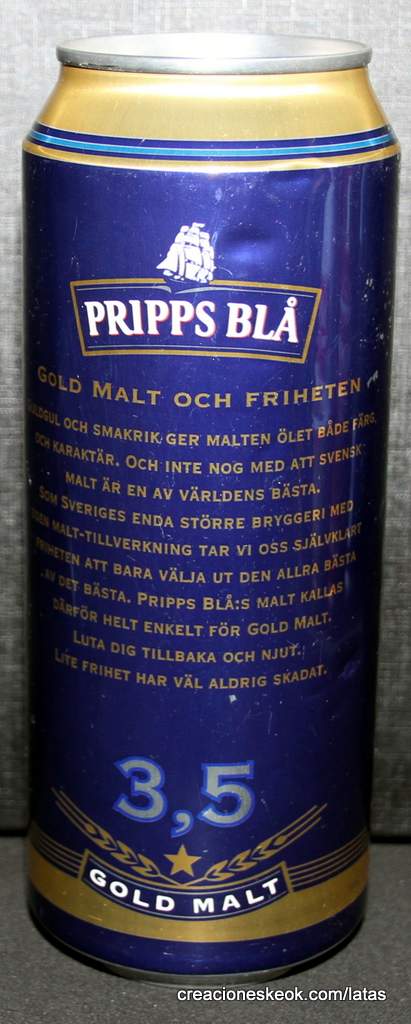 PRIPPS BLÅ
GOLD MALT OCH FRIHETEN
GULDGUL OCH SMAKRIK GER MALTEN ÖLET BÅDE FÄRG
OCH KARAKTÄR. OCH INTE NOG MED ATT SVENSK
MALT ÄR EN AV VÄRLDENS BÄSTA.
SOM SVERIGES ENDA STÖRRE BRYGGERI MED
EGEN MALT-TILLVERKNING TAR VI OSS SJÄLVKLART
FRIHETEN ATT BARA VÄLJA UT DEN ALLRA BÄSTA
AV DET BÄSTA. PRIPPS BLÅ:S MALT KALLAS
DÄRFÖR HELT ENKELT FÖR GOLD MALT.
LUTA DIG TILLBAKA OCH NJUT.
LITE FRIHET HAR VÄL ALDRIG SKADAT.
3,5
GOLD MALT
creacioneskeok.com/latas